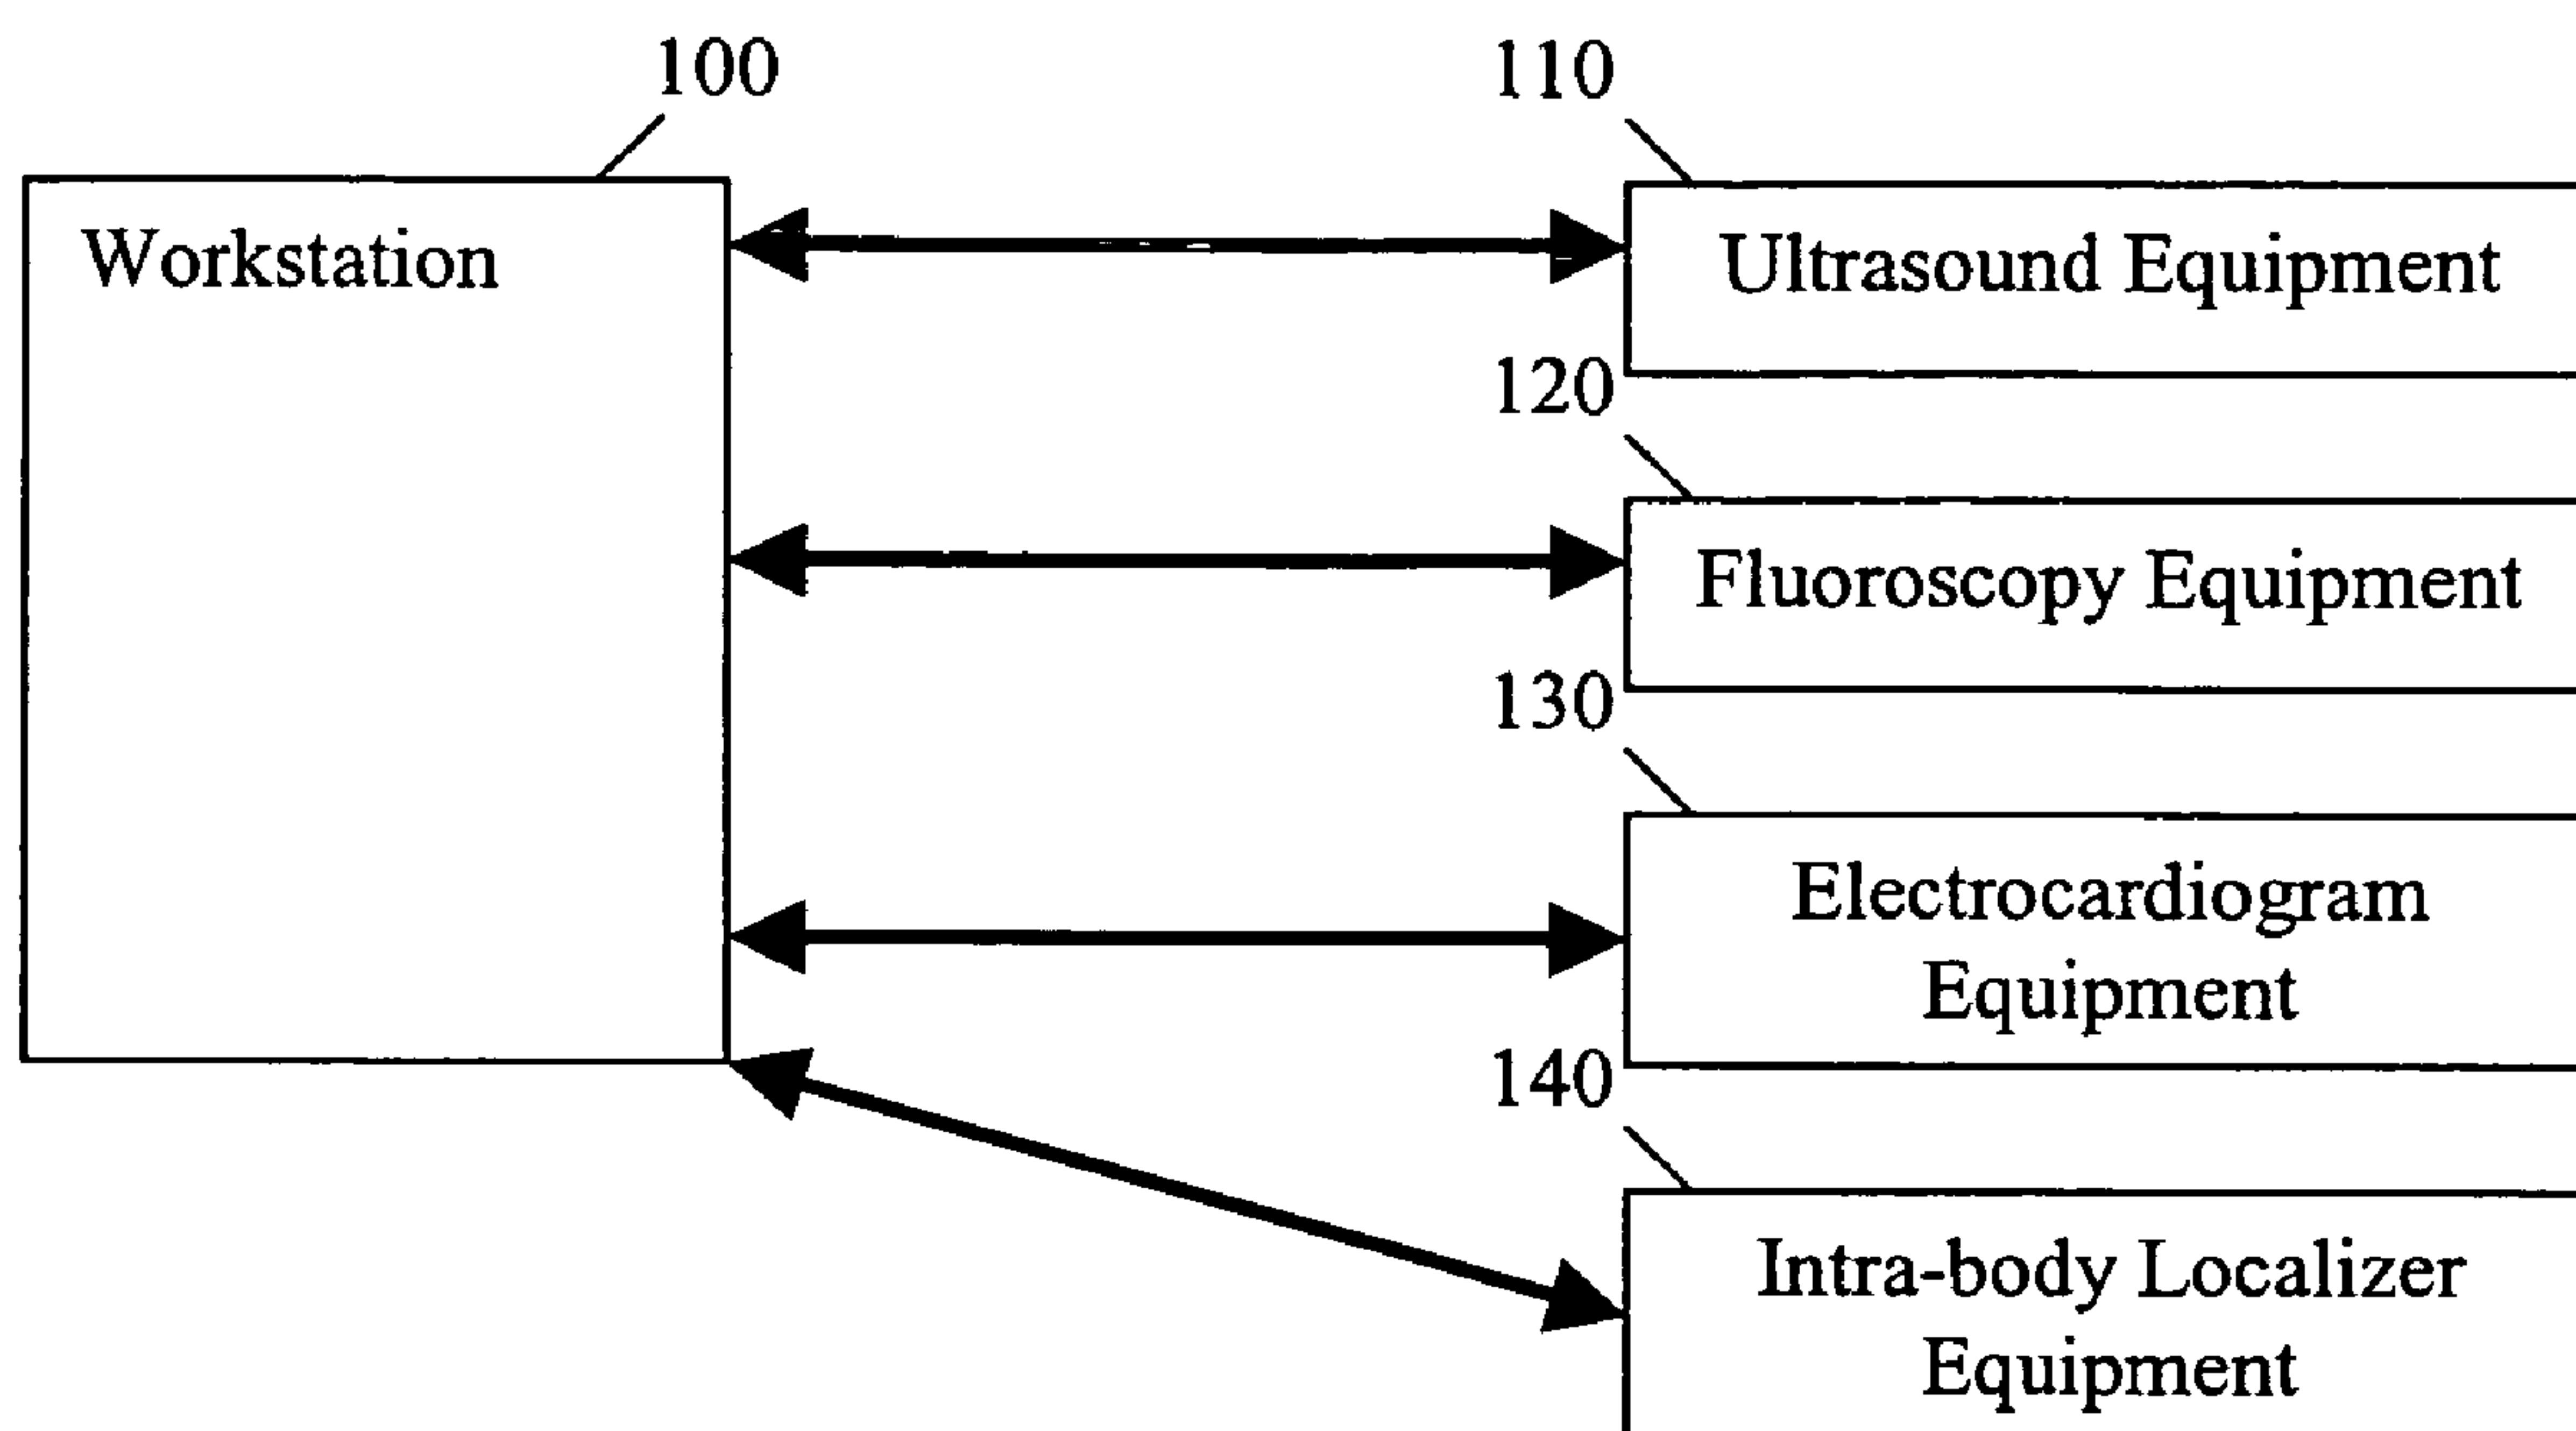 100
110
Workstation
Ultrasound Equipment
120
Fluoroscopy Equipment
130
Electrocardiogram
Equipment
140
Intra-body Localizer
Equipment